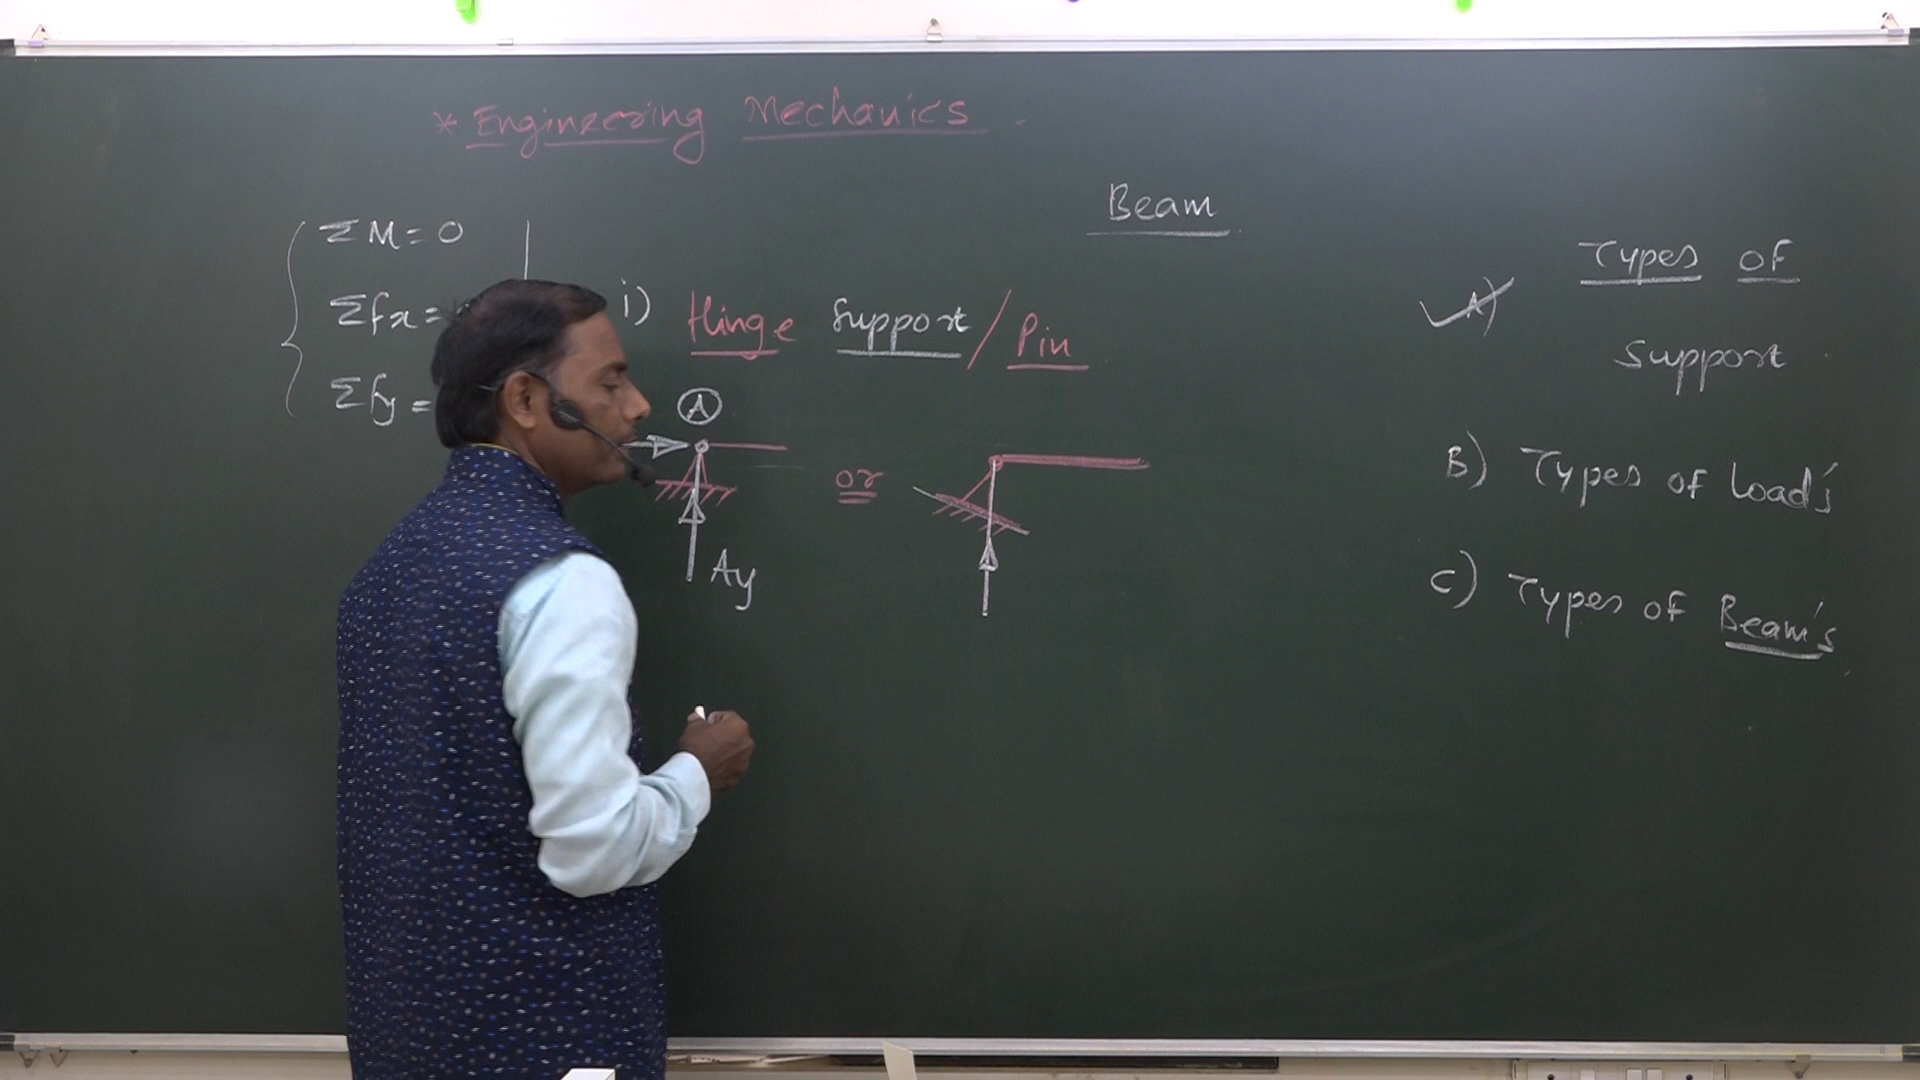 * Engineering Mechanics
Beam
ΣM=0
Σfx=
Σfy=
i) Hinge Support / Pin
A
or
Ay
A) Types of
Support
B) Types of Load's
C) Types of Beam's